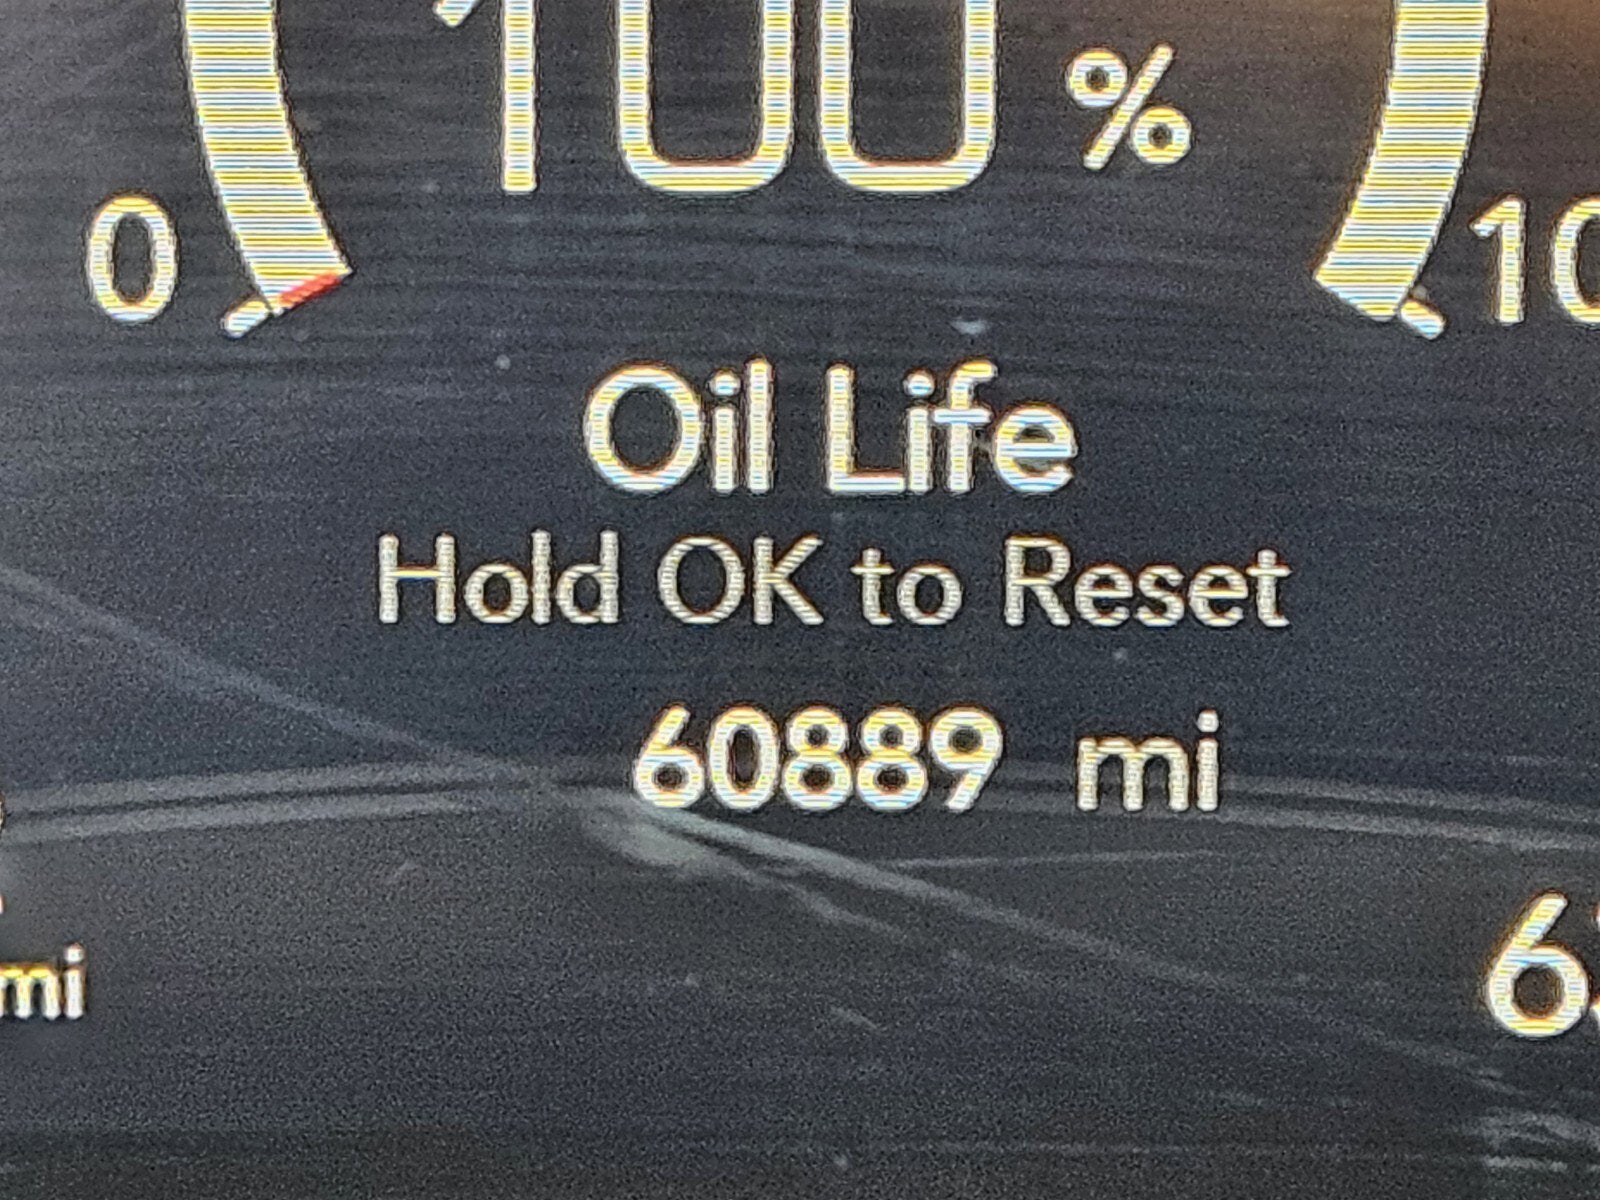 100 %
0
Oil Life
Hold OK to Reset
60889 mi
mi